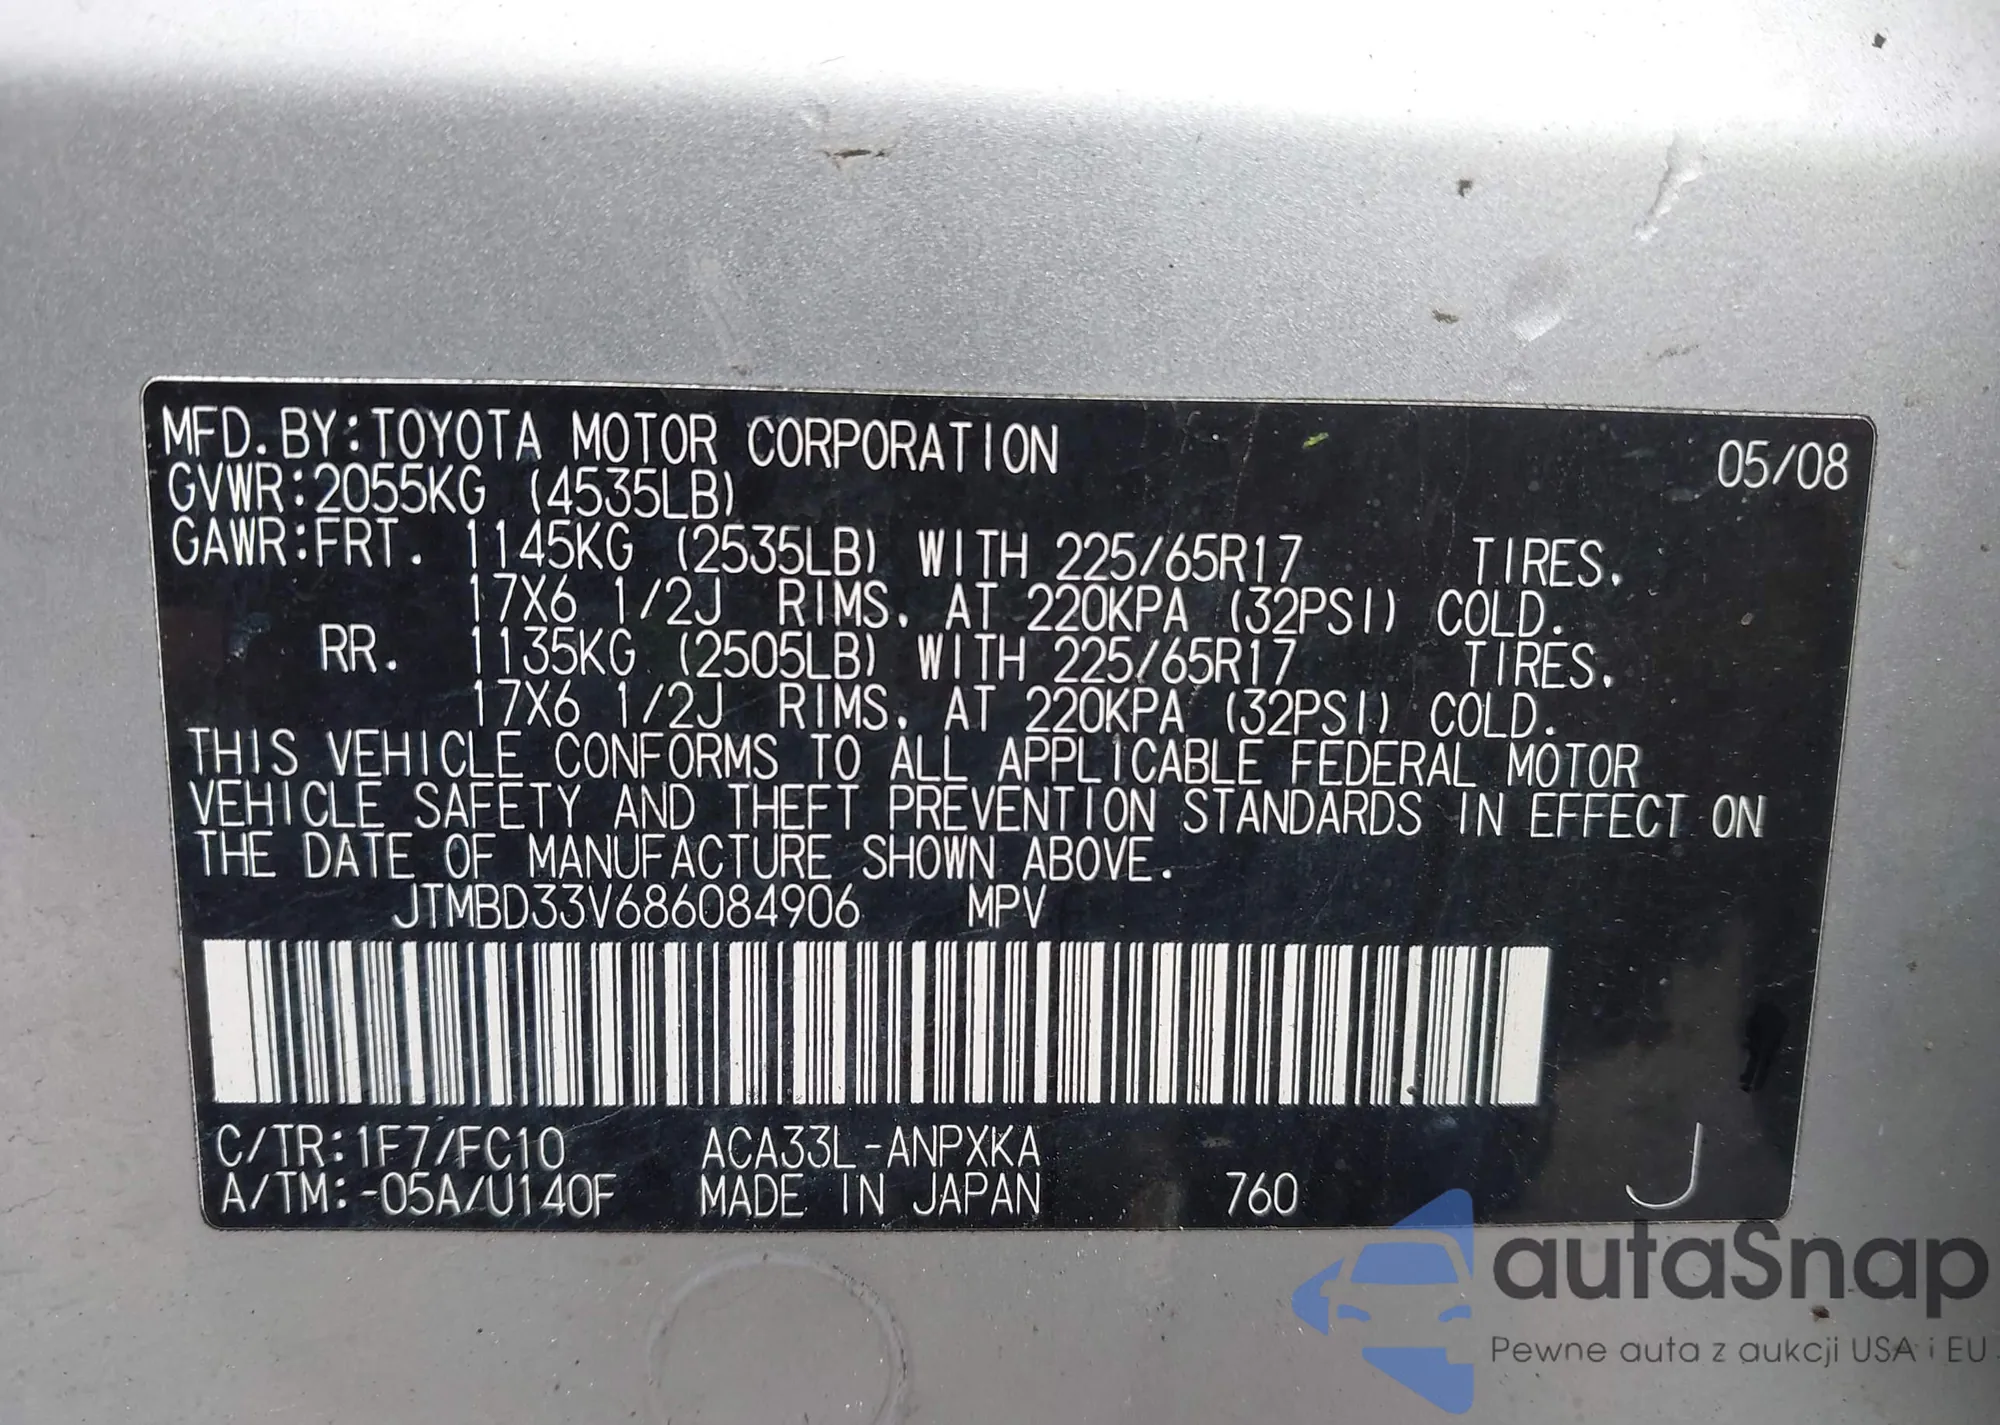 MFD. BY:TOYOTA MOTOR CORPORATION 05/08
GVWR:2055KG (4535LB)
GAWR:FRT. 1145KG (2535LB) WITH 225/65R17 TIRES.
17X6 1/2J RIMS. AT 220KPA (32PSI) COLD.
RR. 1135KG (2505LB) WITH 225/65R17 TIRES.
17X6 1/2J RIMS. AT 220KPA (32PSI) COLD.
THIS VEHICLE CONFORMS TO ALL APPLICABLE FEDERAL MOTOR
VEHICLE SAFETY AND THEFT PREVENTION STANDARDS IN EFFECT ON
THE DATE OF MANUFACTURE SHOWN ABOVE.
JTMBD33V686084906 MPV
C/TR:1F7/FC10 ACA33L-ANPXKA
A/TM:-05A/U140F MADE IN JAPAN 760 J
autaSnap
Pewne auta z aukcji USA i EU